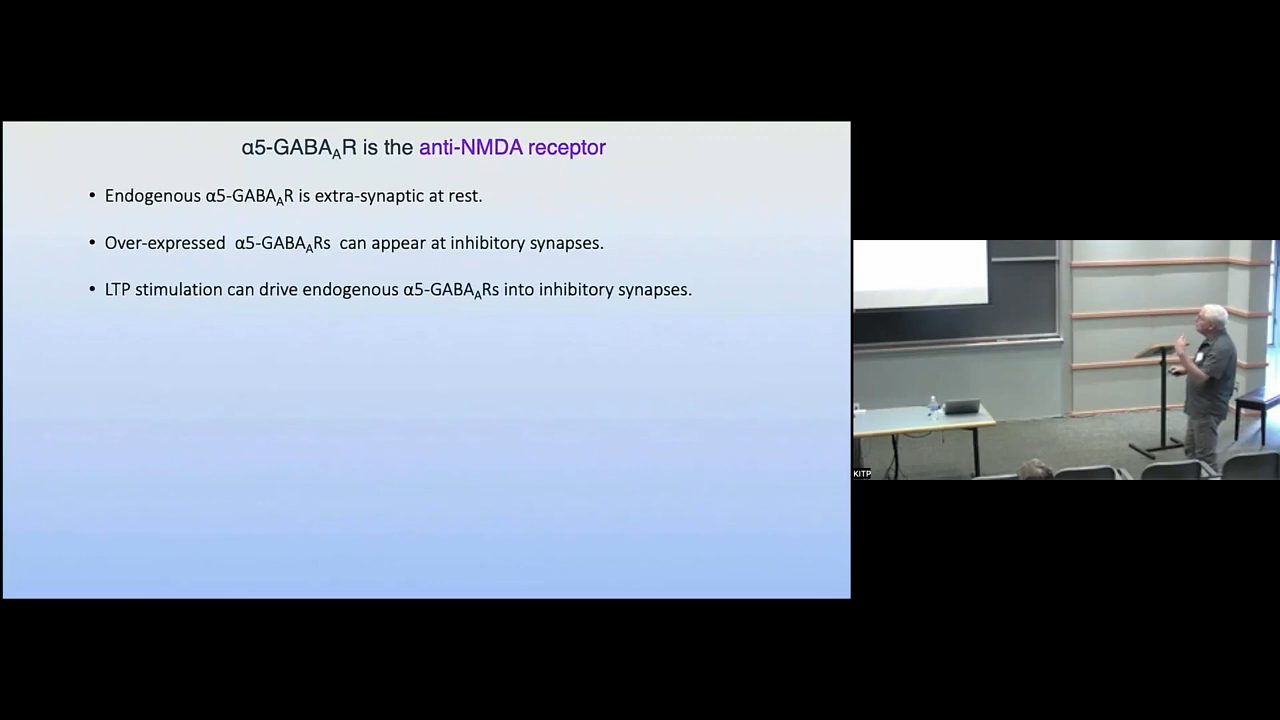 α5-GABA_AR is the anti-NMDA receptor
• Endogenous α5-GABA_AR is extra-synaptic at rest.
• Over-expressed α5-GABA_ARs can appear at inhibitory synapses.
• LTP stimulation can drive endogenous α5-GABA_ARs into inhibitory synapses.
KITP